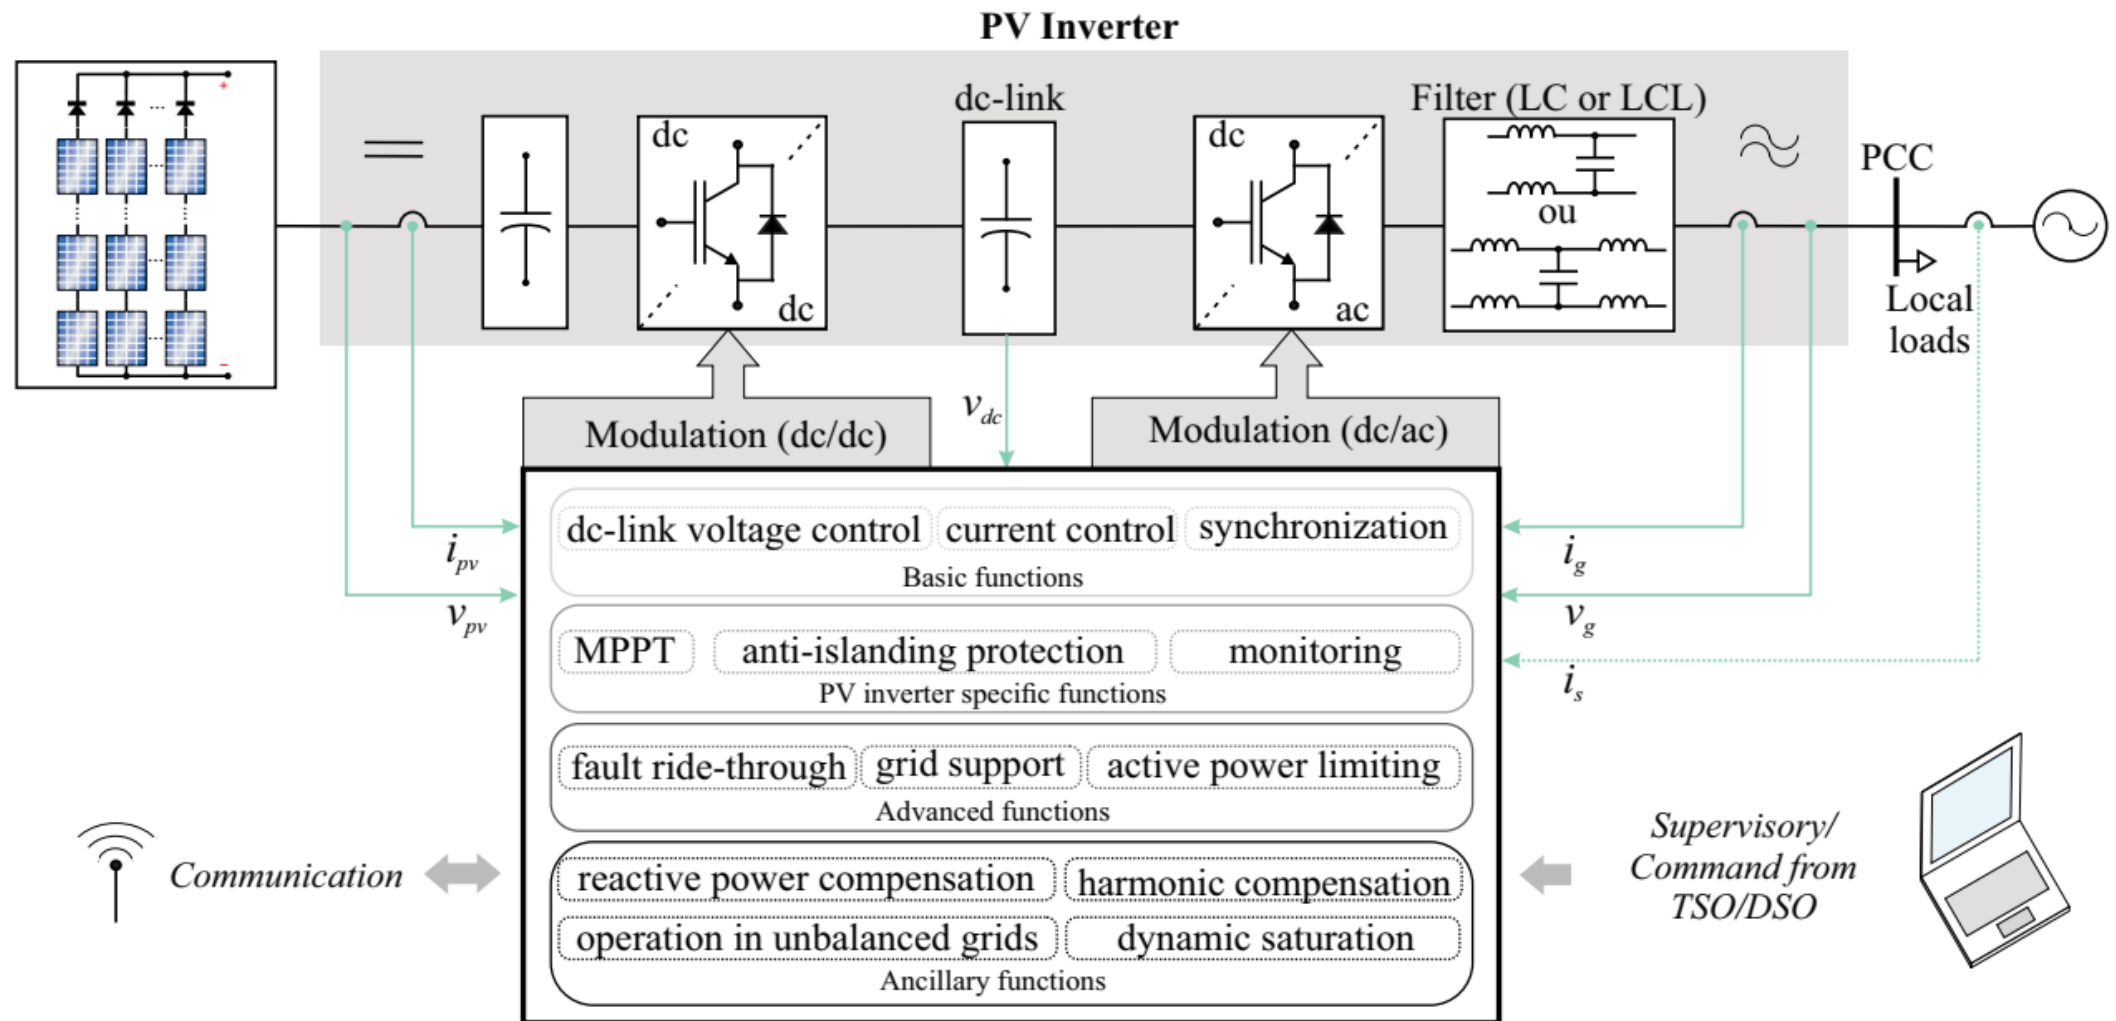 PV Inverter
dc-link
Filter (LC or LCL)
+
dc
dc
dc
ac
ou
PCC
–
Local
loads
Modulation (dc/dc)
v_dc
Modulation (dc/ac)
dc-link voltage control
current control
synchronization
Basic functions
i_pv
v_pv
i_g
v_g
i_s
MPPT
anti-islanding protection
monitoring
PV inverter specific functions
fault ride-through
grid support
active power limiting
Advanced functions
Communication
reactive power compensation
harmonic compensation
operation in unbalanced grids
dynamic saturation
Ancillary functions
Supervisory/
Command from
TSO/DSO